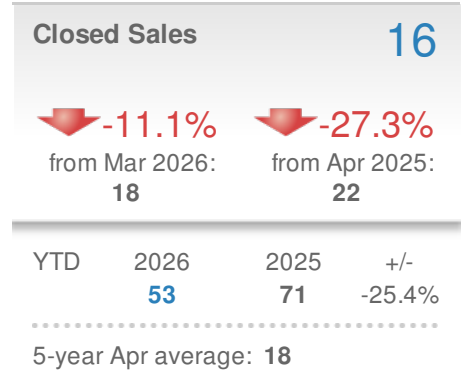 Closed Sales 16
-11.1% -27.3%
from Mar 2026: from Apr 2025:
18 22
YTD 2026 2025 +/-
53 71 -25.4%
5-year Apr average: 18